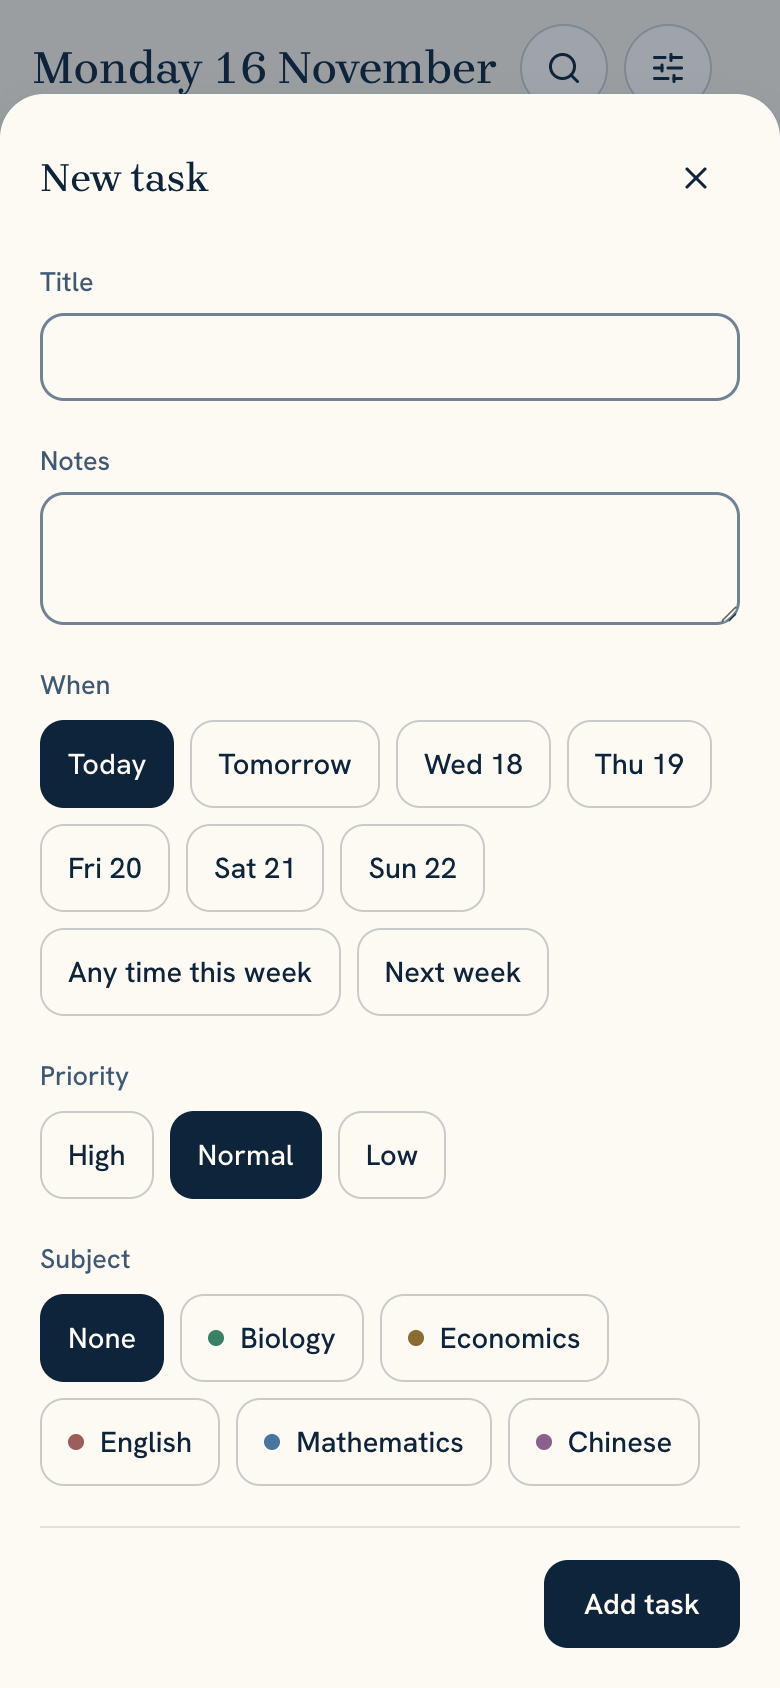 Monday 16 November
New task
Title
Notes
When
Today Tomorrow Wed 18 Thu 19
Fri 20 Sat 21 Sun 22
Any time this week Next week
Priority
High Normal Low
Subject
None Biology Economics
English Mathematics Chinese
Add task